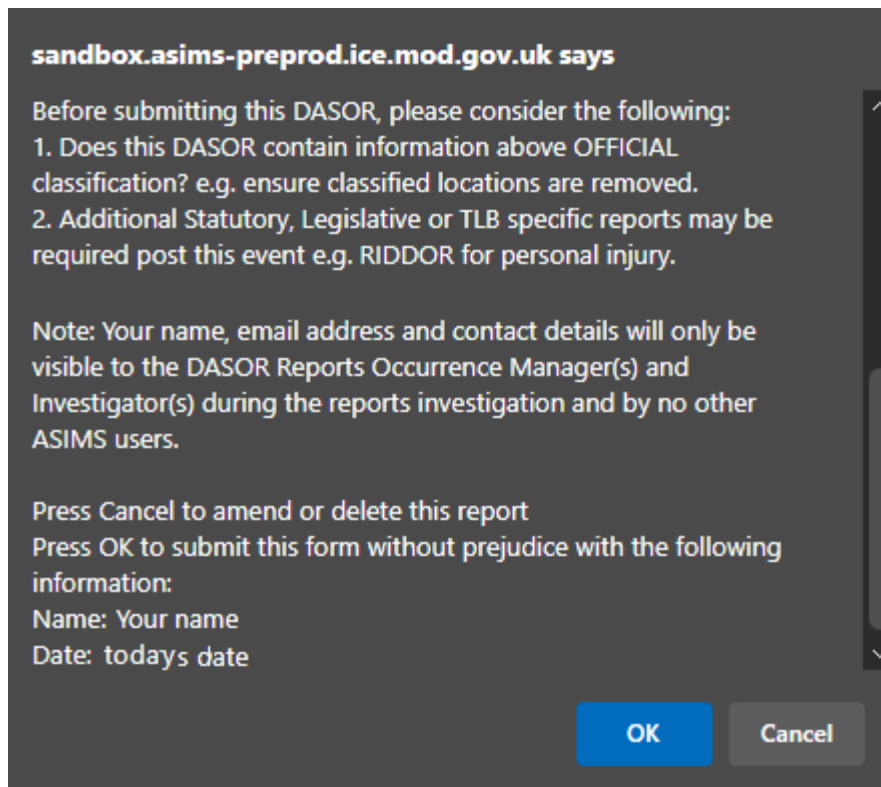 sandbox.asims-preprod.ice.mod.gov.uk says
Before submitting this DASOR, please consider the following:
1. Does this DASOR contain information above OFFICIAL
classification? e.g. ensure classified locations are removed.
2. Additional Statutory, Legislative or TLB specific reports may be
required post this event e.g. RIDDOR for personal injury.
Note: Your name, email address and contact details will only be
visible to the DASOR Reports Occurrence Manager(s) and
Investigator(s) during the reports investigation and by no other
ASIMS users.
Press Cancel to amend or delete this report
Press OK to submit this form without prejudice with the following
information:
Name: Your name
Date: todays date
OK Cancel